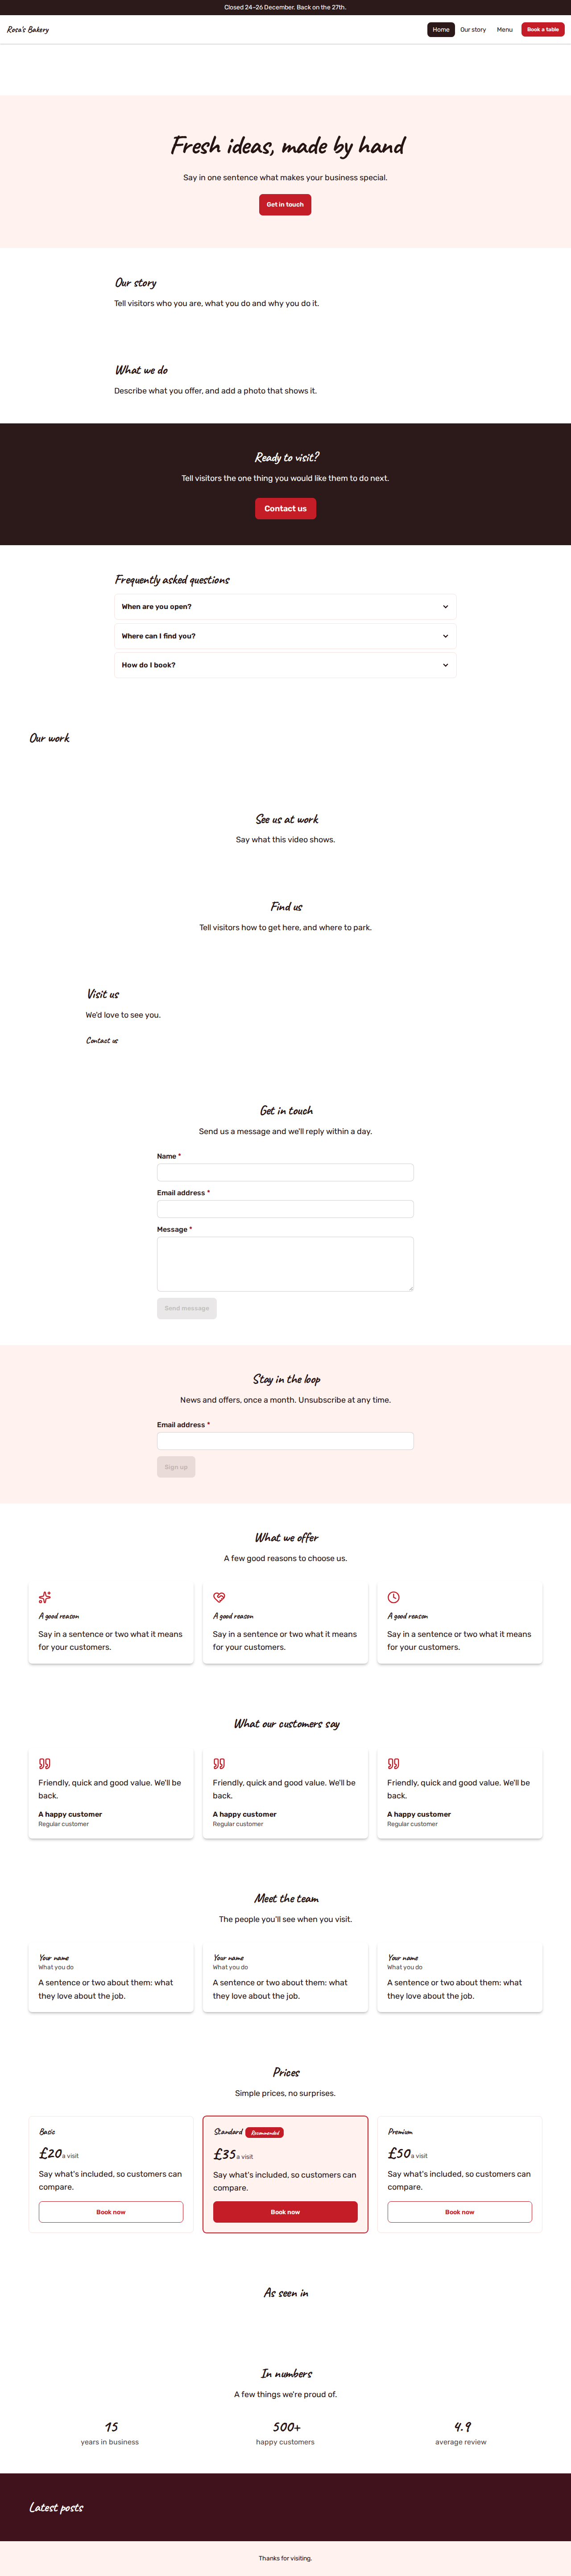 Closed 24–26 December. Back on the 27th.
Rosa's Bakery
Home
Our story
Menu
Book a table
Fresh ideas, made by hand
Say in one sentence what makes your business special.
Get in touch
Our story
Tell visitors who you are, what you do and why you do it.
What we do
Describe what you offer, and add a photo that shows it.
Ready to visit?
Tell visitors the one thing you would like them to do next.
Contact us
Frequently asked questions
When are you open?
Where can I find you?
How do I book?
Our work
See us at work
Say what this video shows.
Find us
Tell visitors how to get here, and where to park.
Visit us
We'd love to see you.
Contact us
Get in touch
Send us a message and we'll reply within a day.
Name *
Email address *
Message *
Send message
Stay in the loop
News and offers, once a month. Unsubscribe at any time.
Email address *
Sign up
What we offer
A few good reasons to choose us.
A good reason
Say in a sentence or two what it means
for your customers.
A good reason
Say in a sentence or two what it means
for your customers.
A good reason
Say in a sentence or two what it means
for your customers.
What our customers say
Friendly, quick and good value. We'll be
back.
A happy customer
Regular customer
Friendly, quick and good value. We'll be
back.
A happy customer
Regular customer
Friendly, quick and good value. We'll be
back.
A happy customer
Regular customer
Meet the team
The people you'll see when you visit.
Your name
What you do
A sentence or two about them: what
they love about the job.
Your name
What you do
A sentence or two about them: what
they love about the job.
Your name
What you do
A sentence or two about them: what
they love about the job.
Prices
Simple prices, no surprises.
Basic
£20 a visit
Say what's included, so customers can
compare.
Book now
Standard Recommended
£35 a visit
Say what's included, so customers can
compare.
Book now
Premium
£50 a visit
Say what's included, so customers can
compare.
Book now
As seen in
In numbers
A few things we're proud of.
15
years in business
500+
happy customers
4.9
average review
Latest posts
Thanks for visiting.